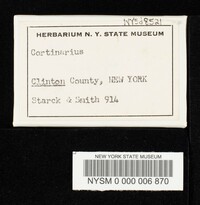 HERBARIUM N. Y. STATE MUSEUM
Cortinarius
Clinton County, NEW YORK
Starck & Smith 914
NEW YORK STATE MUSEUM
NYSM 0 000 006 870